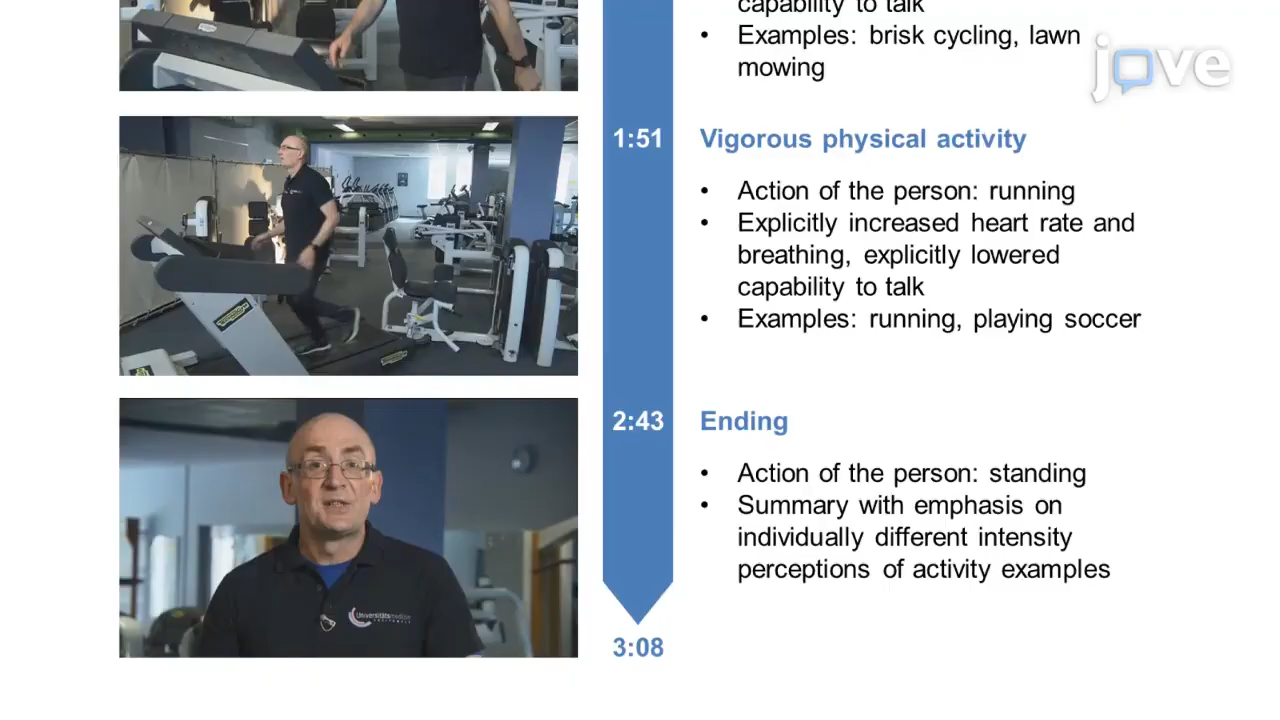 capability to talk
• Examples: brisk cycling, lawn
mowing
jove
1:51 Vigorous physical activity
• Action of the person: running
• Explicitly increased heart rate and
breathing, explicitly lowered
capability to talk
• Examples: running, playing soccer
2:43 Ending
• Action of the person: standing
• Summary with emphasis on
individually different intensity
perceptions of activity examples
Universitätsmedizin
GREIFSWALD
3:08